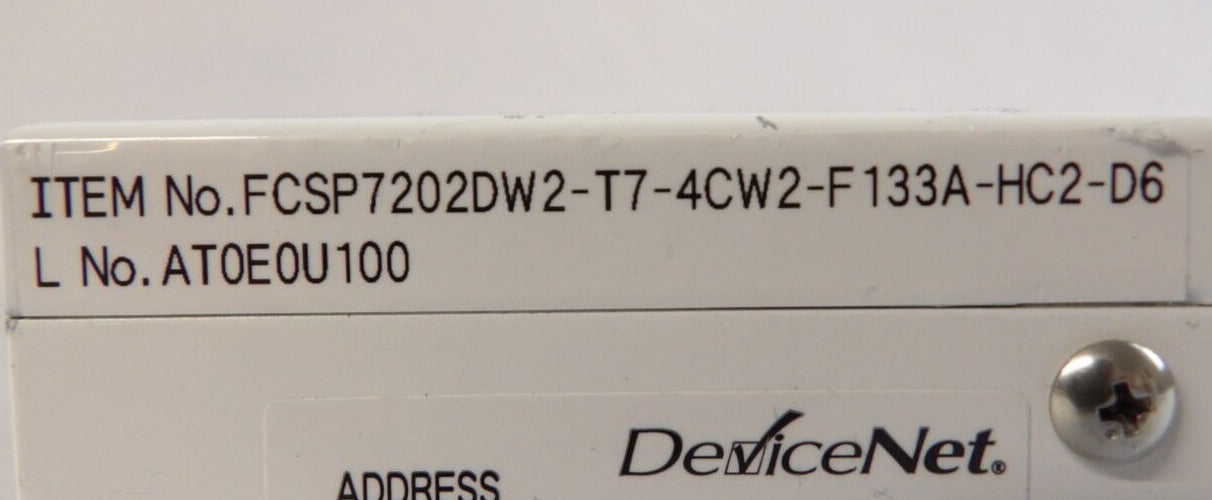 ITEM No.FCSP7202DW2-T7-4CW2-F133A-HC2-D6
L No.AT0E0U100
DeviceNet®
ADDRESS